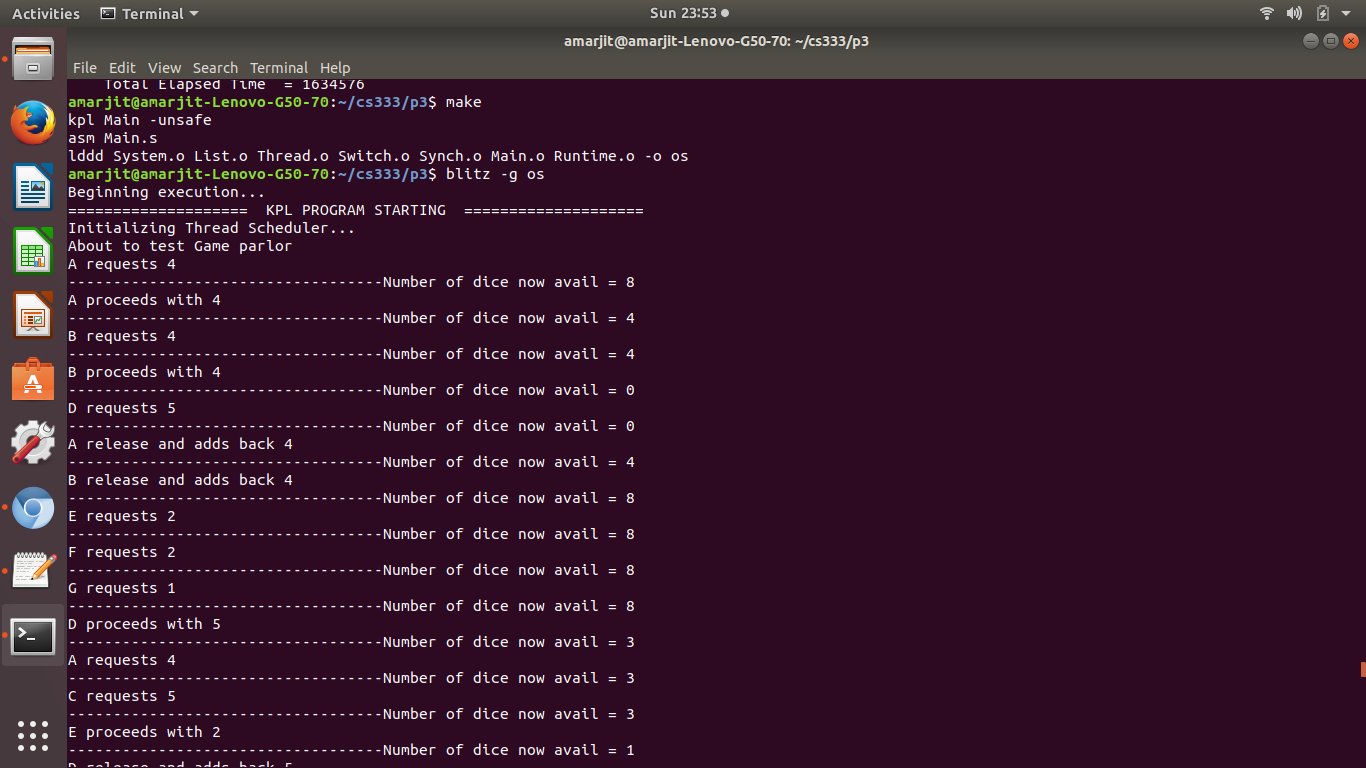 Activities Terminal Sun 23:53
amarjit@amarjit-Lenovo-G50-70: ~/cs333/p3
File Edit View Search Terminal Help
Total Elapsed Time = 1634576
amarjit@amarjit-Lenovo-G50-70:~/cs333/p3$ make
kpl Main -unsafe
asm Main.s
lddd System.o List.o Thread.o Switch.o Synch.o Main.o Runtime.o -o os
amarjit@amarjit-Lenovo-G50-70:~/cs333/p3$ blitz -g os
Beginning execution...
==================== KPL PROGRAM STARTING ====================
Initializing Thread Scheduler...
About to test Game parlor
A requests 4
-----------------------------------Number of dice now avail = 8
A proceeds with 4
-----------------------------------Number of dice now avail = 4
B requests 4
-----------------------------------Number of dice now avail = 4
B proceeds with 4
-----------------------------------Number of dice now avail = 0
D requests 5
-----------------------------------Number of dice now avail = 0
A release and adds back 4
-----------------------------------Number of dice now avail = 4
B release and adds back 4
-----------------------------------Number of dice now avail = 8
E requests 2
-----------------------------------Number of dice now avail = 8
F requests 2
-----------------------------------Number of dice now avail = 8
G requests 1
-----------------------------------Number of dice now avail = 8
D proceeds with 5
-----------------------------------Number of dice now avail = 3
A requests 4
-----------------------------------Number of dice now avail = 3
C requests 5
-----------------------------------Number of dice now avail = 3
E proceeds with 2
-----------------------------------Number of dice now avail = 1
D release and adds back 5